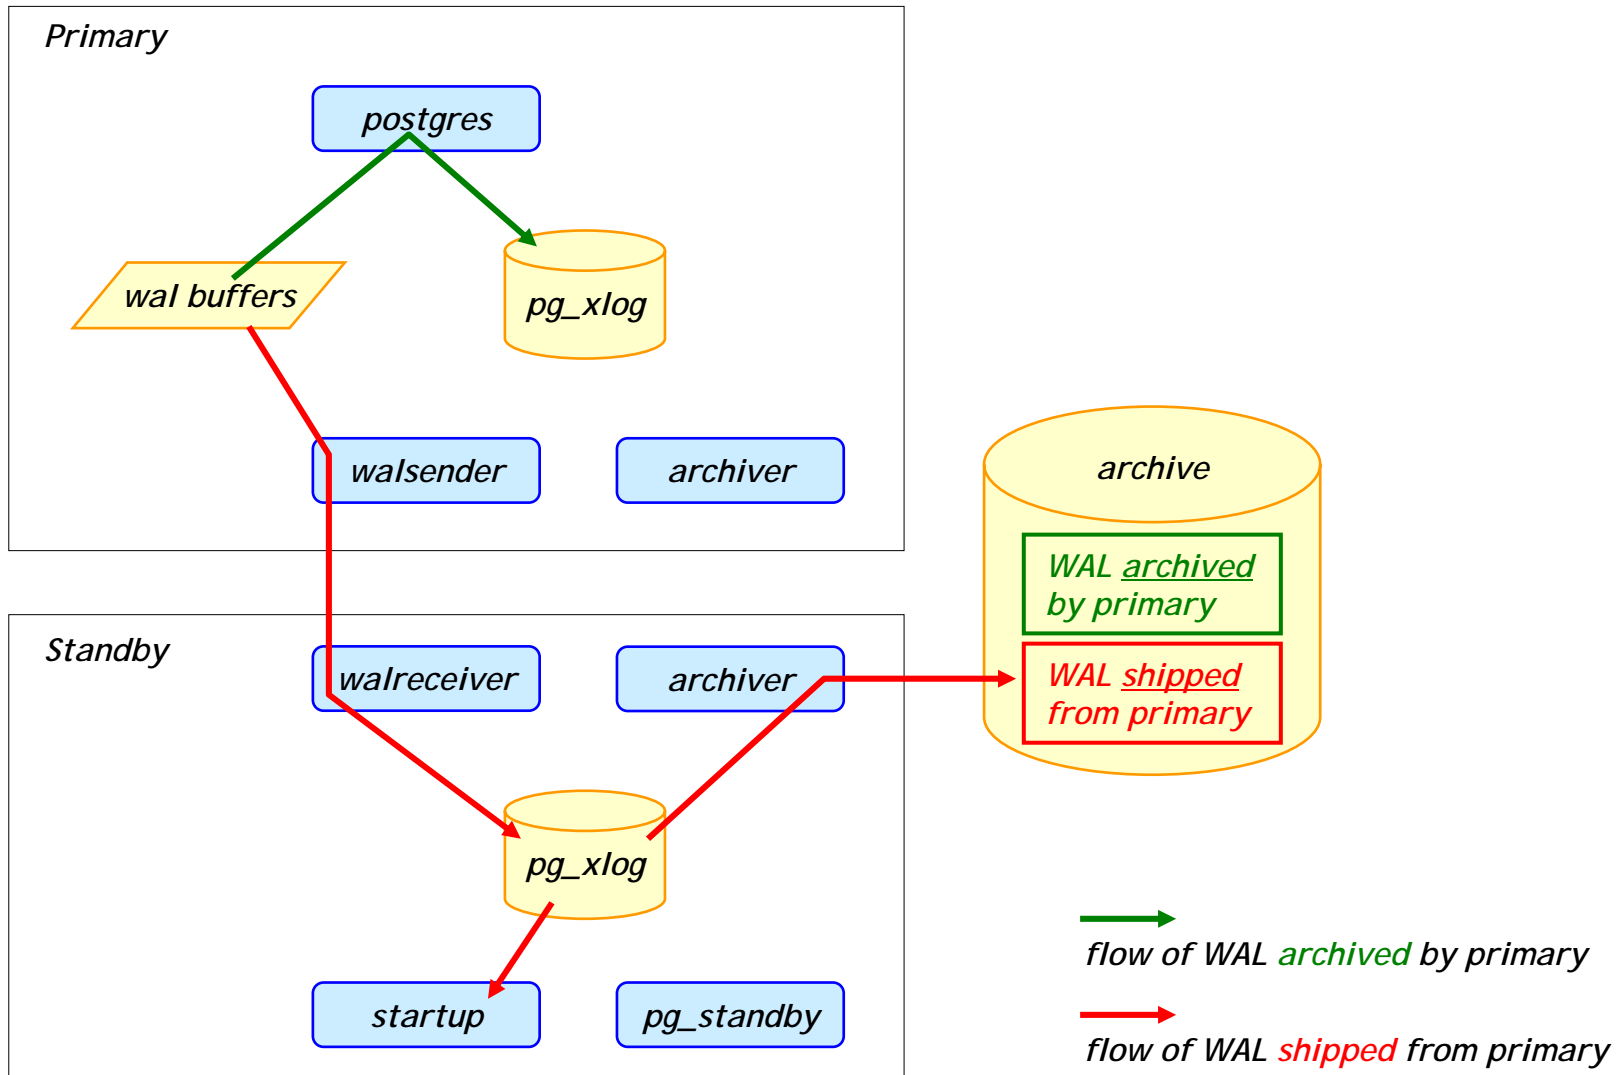 Primary
postgres
wal buffers
pg_xlog
walsender
archiver
archive
WAL archived
by primary
WAL shipped
from primary
Standby
walreceiver
archiver
pg_xlog
startup
pg_standby
flow of WAL archived by primary
flow of WAL shipped from primary